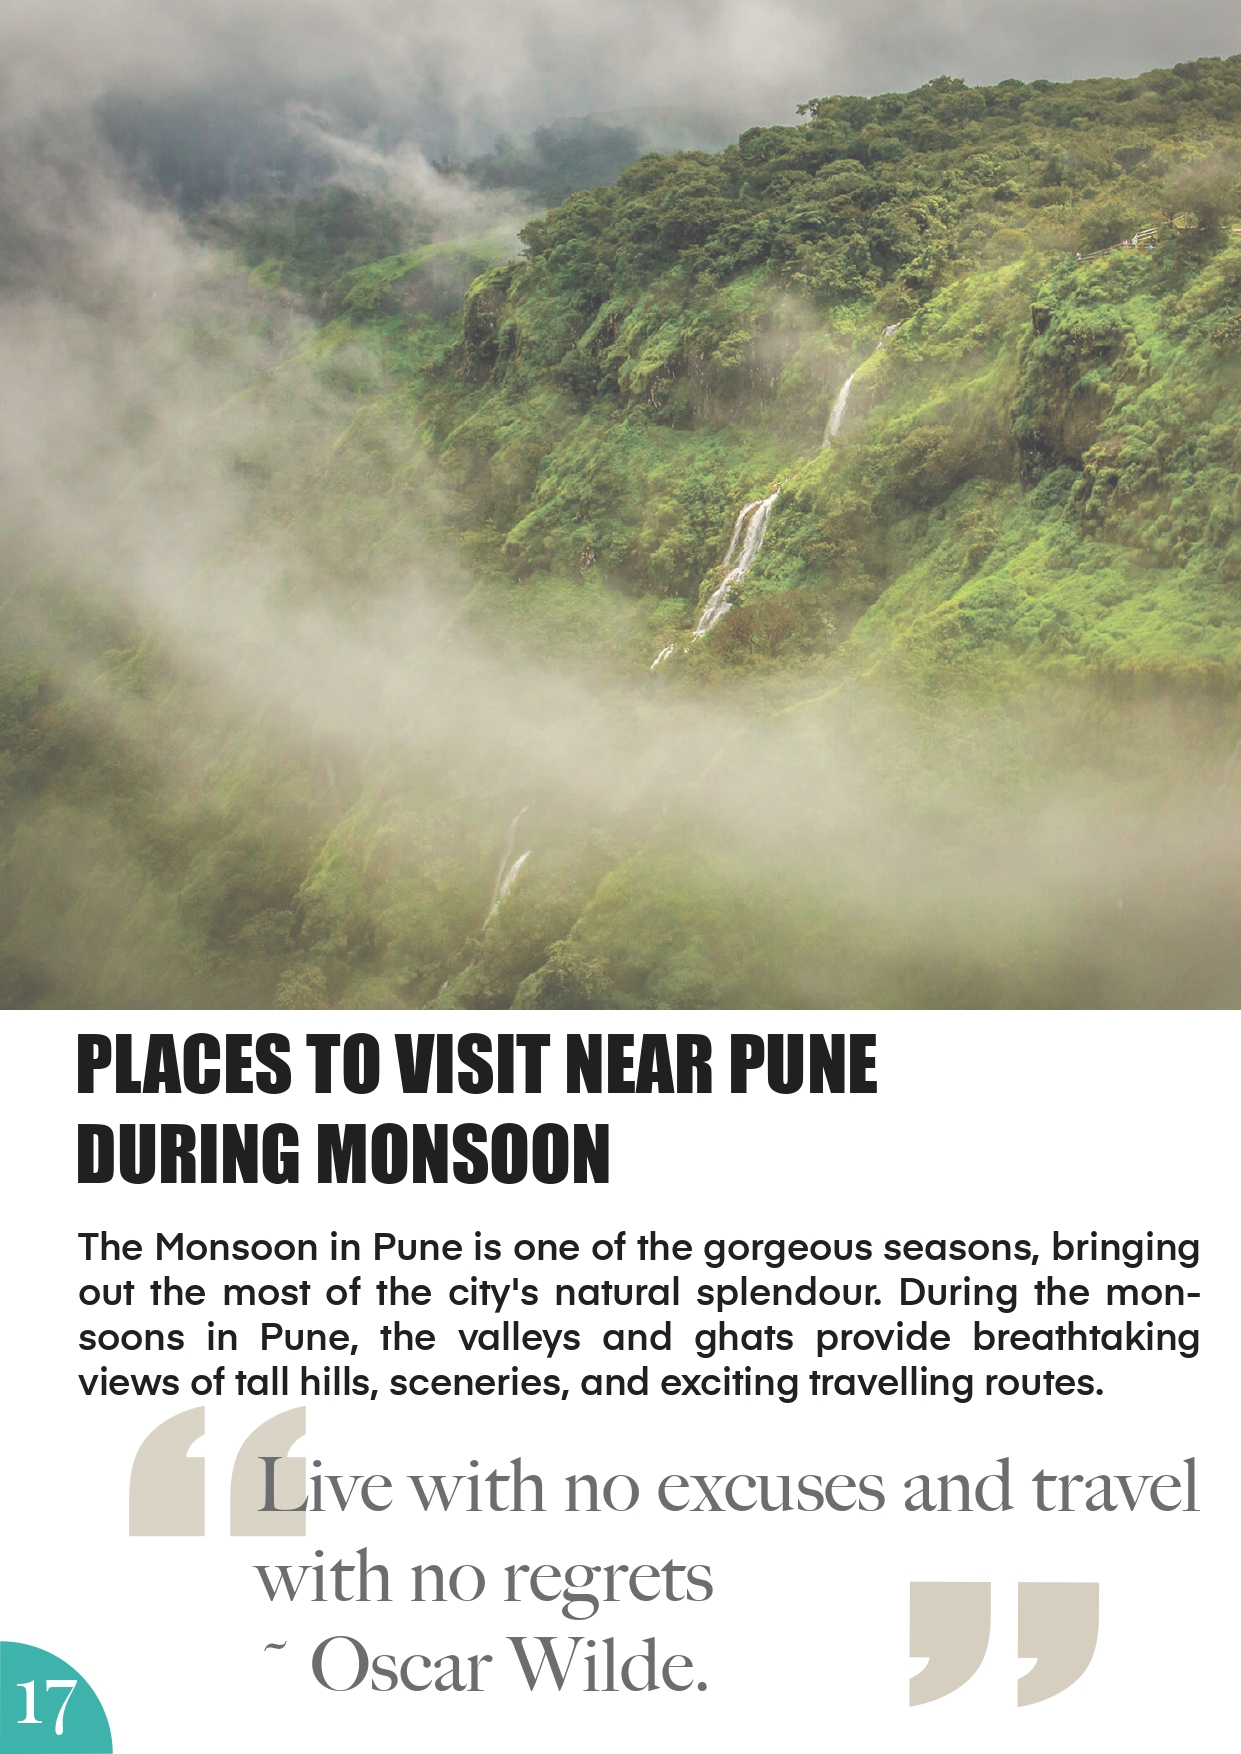 PLACES TO VISIT NEAR PUNE
DURING MONSOON
The Monsoon in Pune is one of the gorgeous seasons, bringing
out the most of the city's natural splendour. During the mon-
soons in Pune, the valleys and ghats provide breathtaking
views of tall hills, sceneries, and exciting travelling routes.
“Live with no excuses and travel
with no regrets
~ Oscar Wilde.”
17